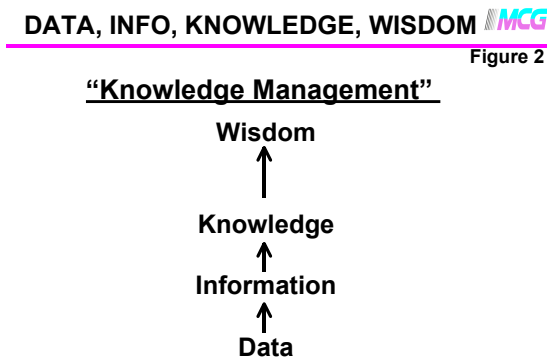 DATA, INFO, KNOWLEDGE, WISDOM MCG
Figure 2
“Knowledge Management”
Wisdom
Knowledge
Information
Data